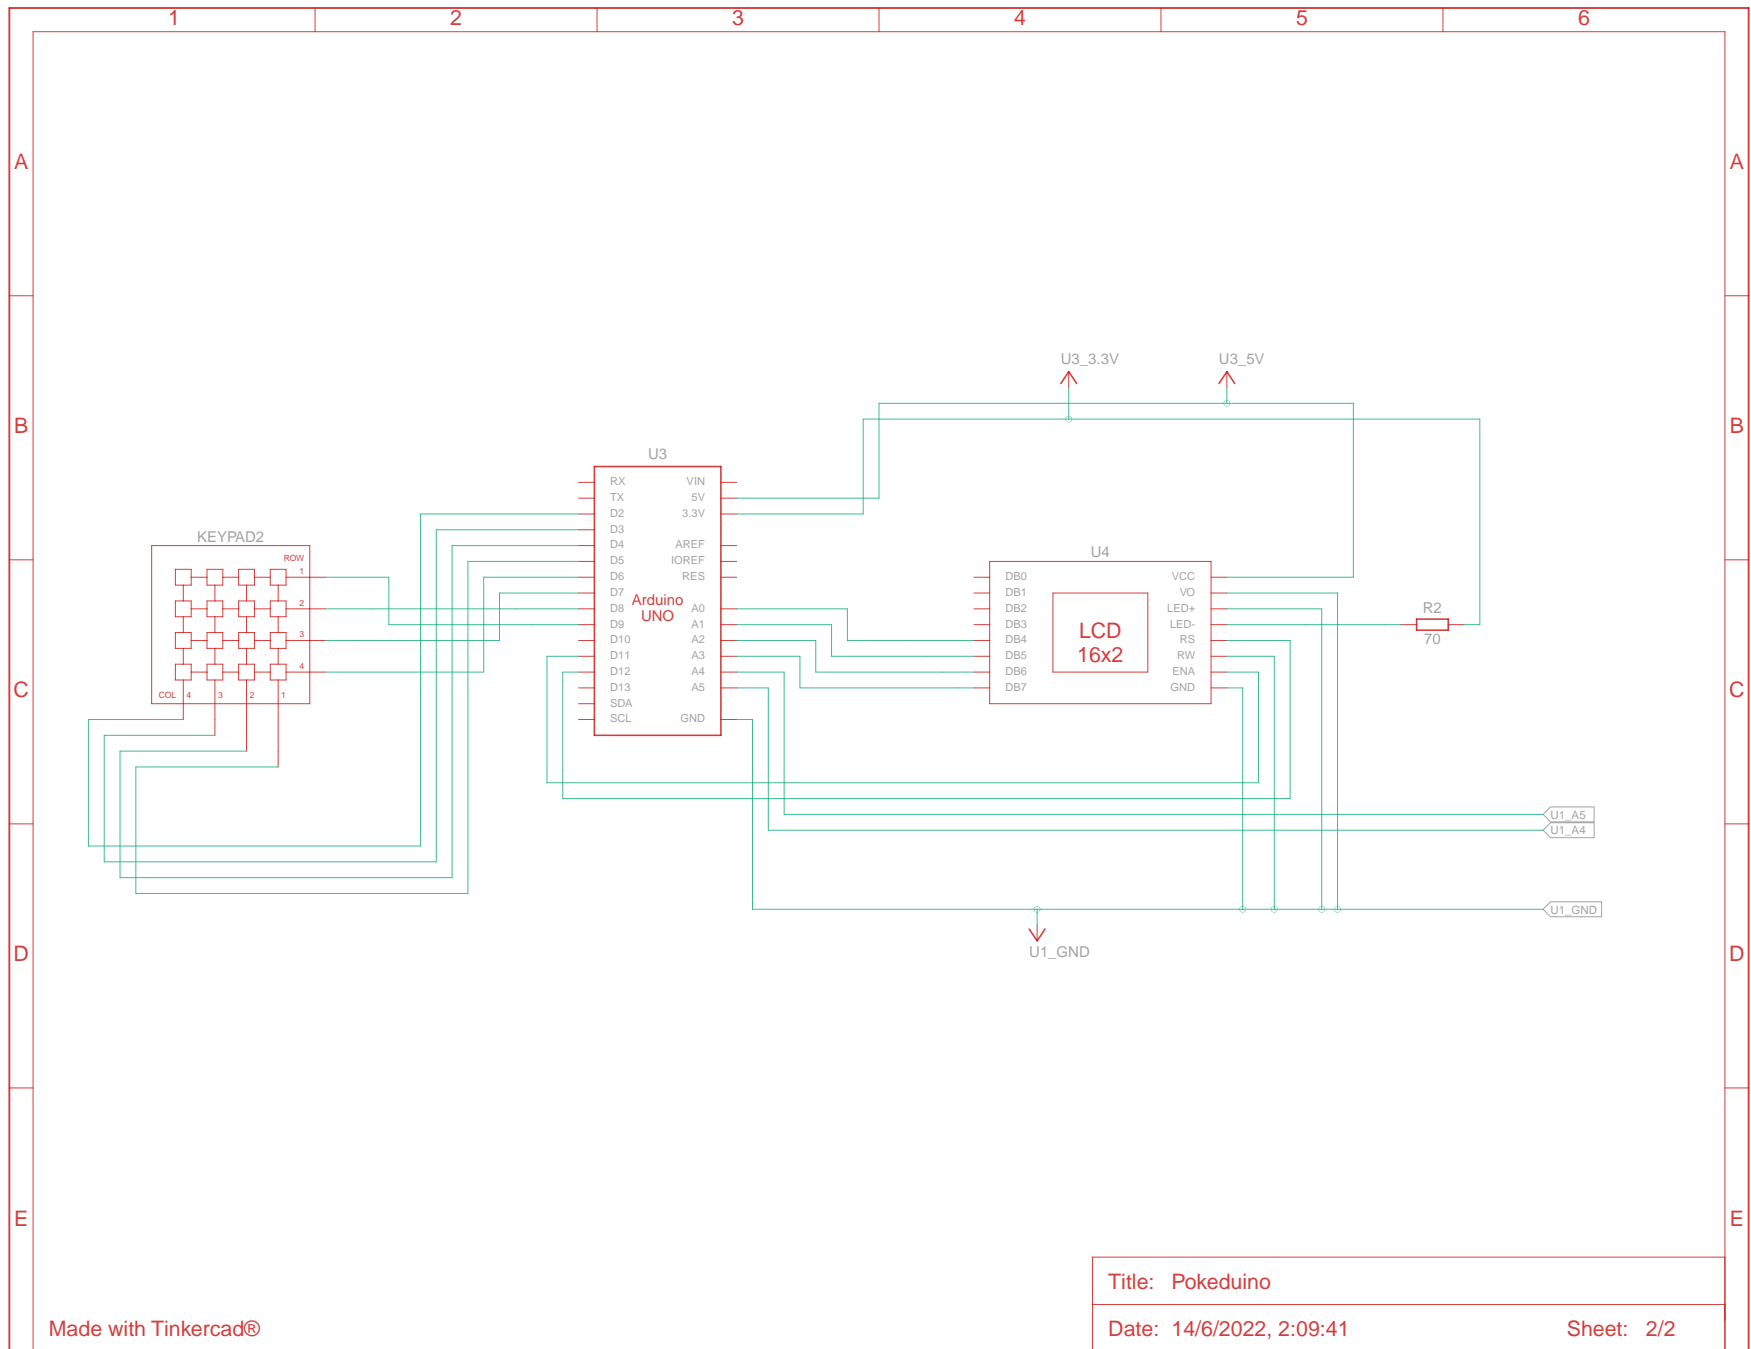 1 2 3 4 5 6
A A
U3_3.3V U3_5V
B B
U3
RX VIN
TX 5V
D2 3.3V
D3
D4 AREF
D5 IOREF
D6 RES
D7
D8 A0
D9 A1
D10 A2
D11 A3
D12 A4
D13 A5
SDA
SCL GND
Arduino
UNO
KEYPAD2
ROW
1
2
3
4
COL 4 3 2 1
U4
DB0 VCC
DB1 VO
DB2 LED+
DB3 LED-
DB4 RS
DB5 RW
DB6 ENA
DB7 GND
LCD
16x2
R2
70
C C
U1_A5
U1_A4
U1_GND
U1_GND
D D
E E
Title: Pokeduino
Made with Tinkercad®
Date: 14/6/2022, 2:09:41 Sheet: 2/2